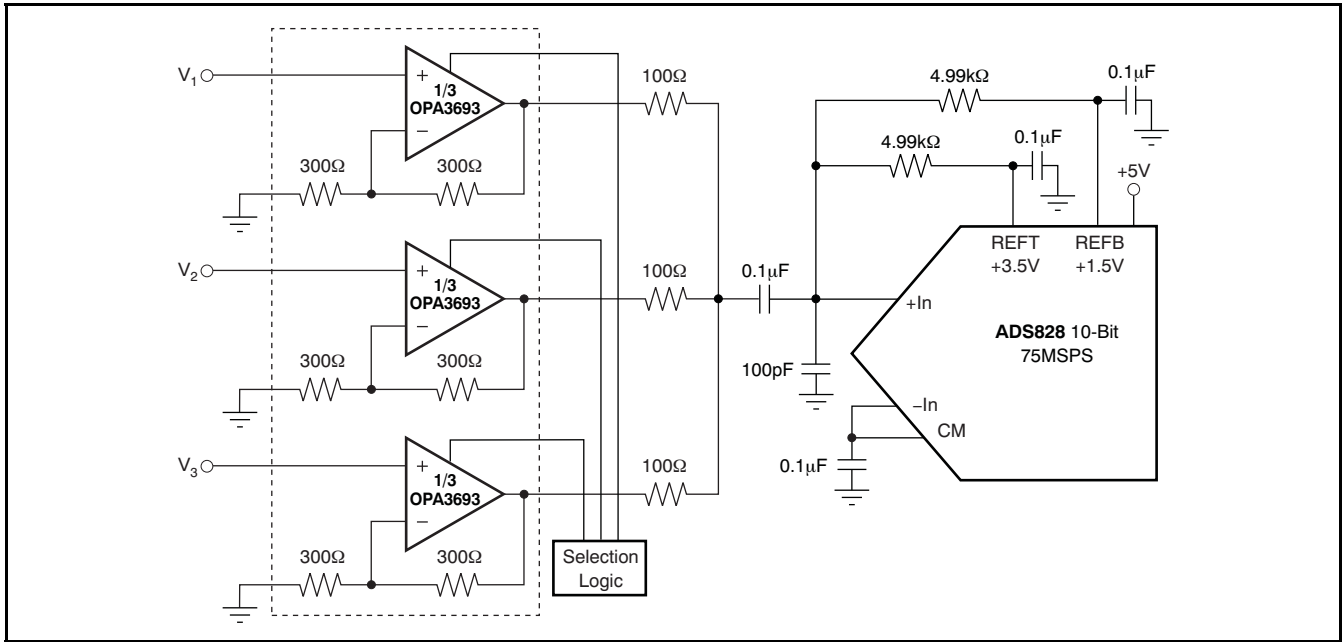 V1
+
1/3
OPA3693
−
300Ω
300Ω
100Ω
V2
+
1/3
OPA3693
−
300Ω
300Ω
100Ω
V3
+
1/3
OPA3693
−
300Ω
300Ω
100Ω
Selection
Logic
0.1μF
100pF
4.99kΩ
0.1μF
4.99kΩ
0.1μF
+5V
REFT
+3.5V
REFB
+1.5V
+In
ADS828 10-Bit
75MSPS
−In
CM
0.1μF